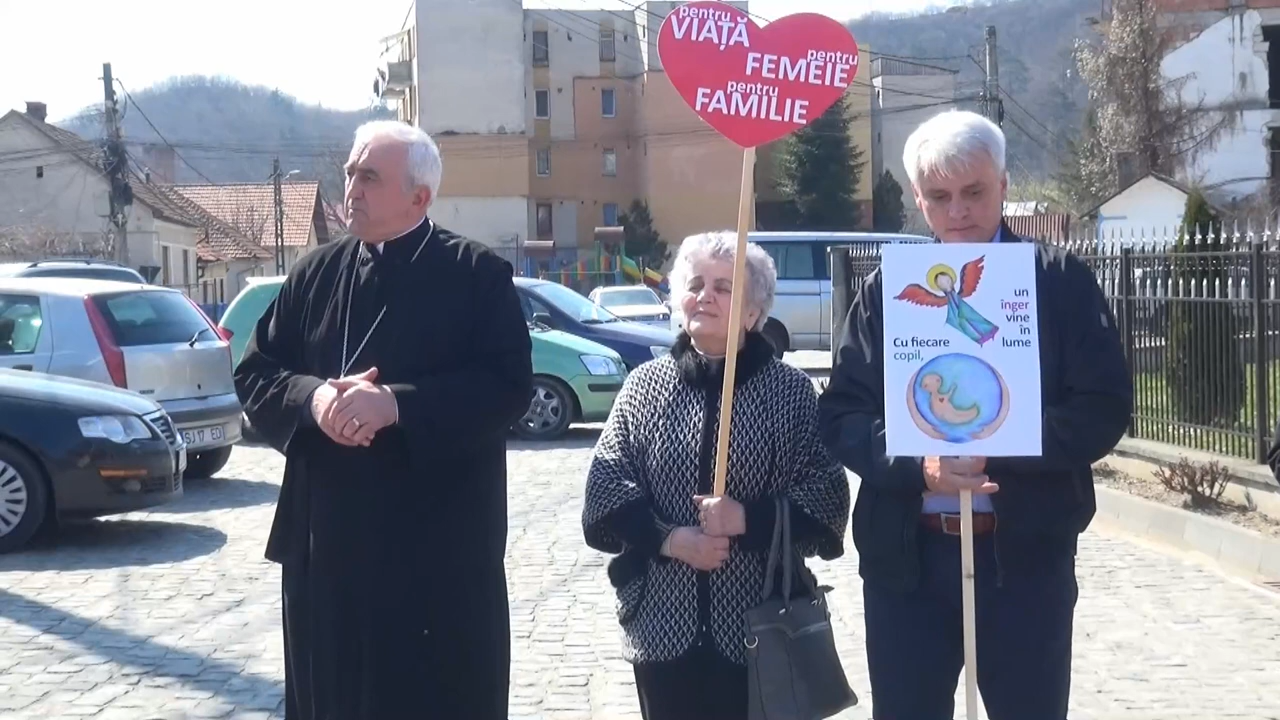 pentru
VIAȚĂ
pentru
FEMEIE
pentru
FAMILIE
un
înger
vine
în
lume
Cu fiecare
copil,
SJ 17 ED